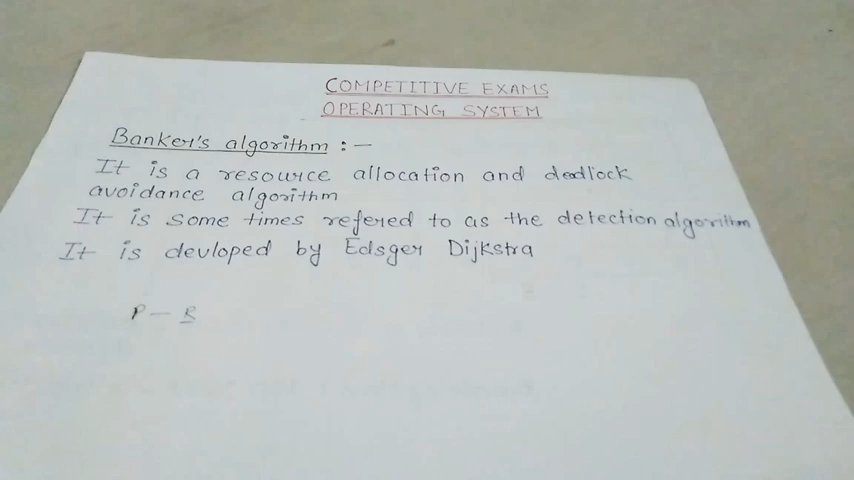 COMPETITIVE EXAMS
OPERATING SYSTEM
Banker's algorithm : -
It is a resource allocation and dedlock
avoidance algorithm
It is some times refered to as the detection algorithm
It is devloped by Edsger Dijkstra
P - R